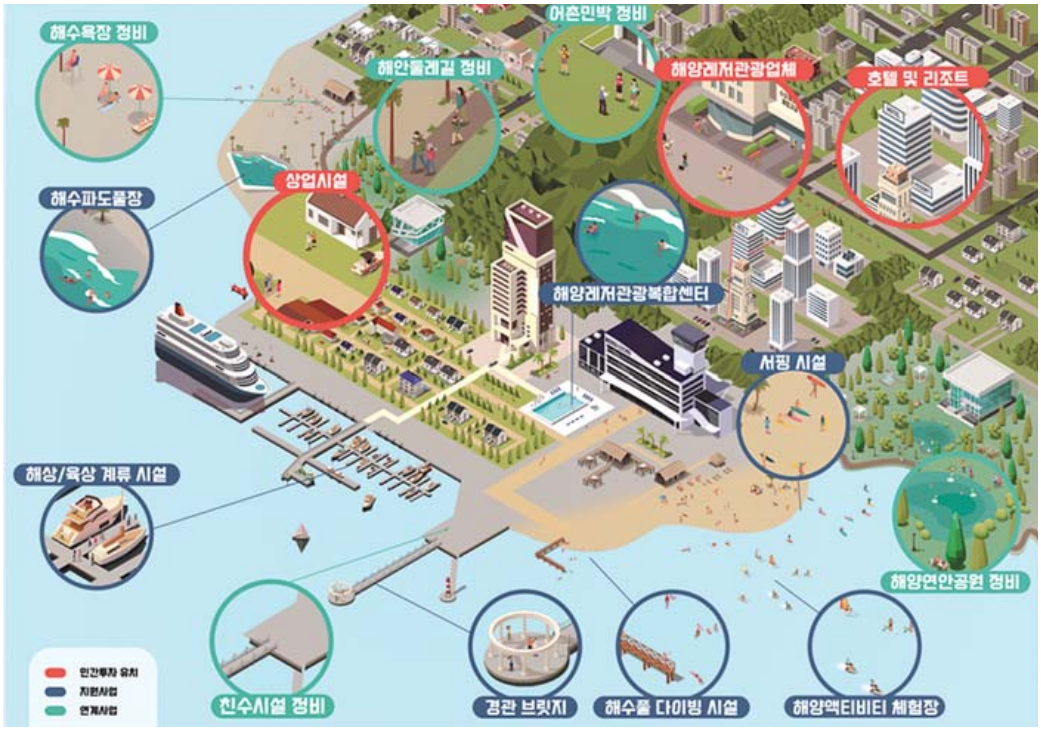 어촌민박 정비
해수욕장 정비
해안둘레길 정비
해양레저관광업체
호텔 및 리조트
상업시설
해수파도풀장
해양레저관광복합센터
서핑 시설
해상/육상 계류 시설
해양연안공원 정비
친수시설 정비
경관 브릿지
해수풀 다이빙 시설
해양액티비티 체험장
민간투자 유치
지원사업
연계사업